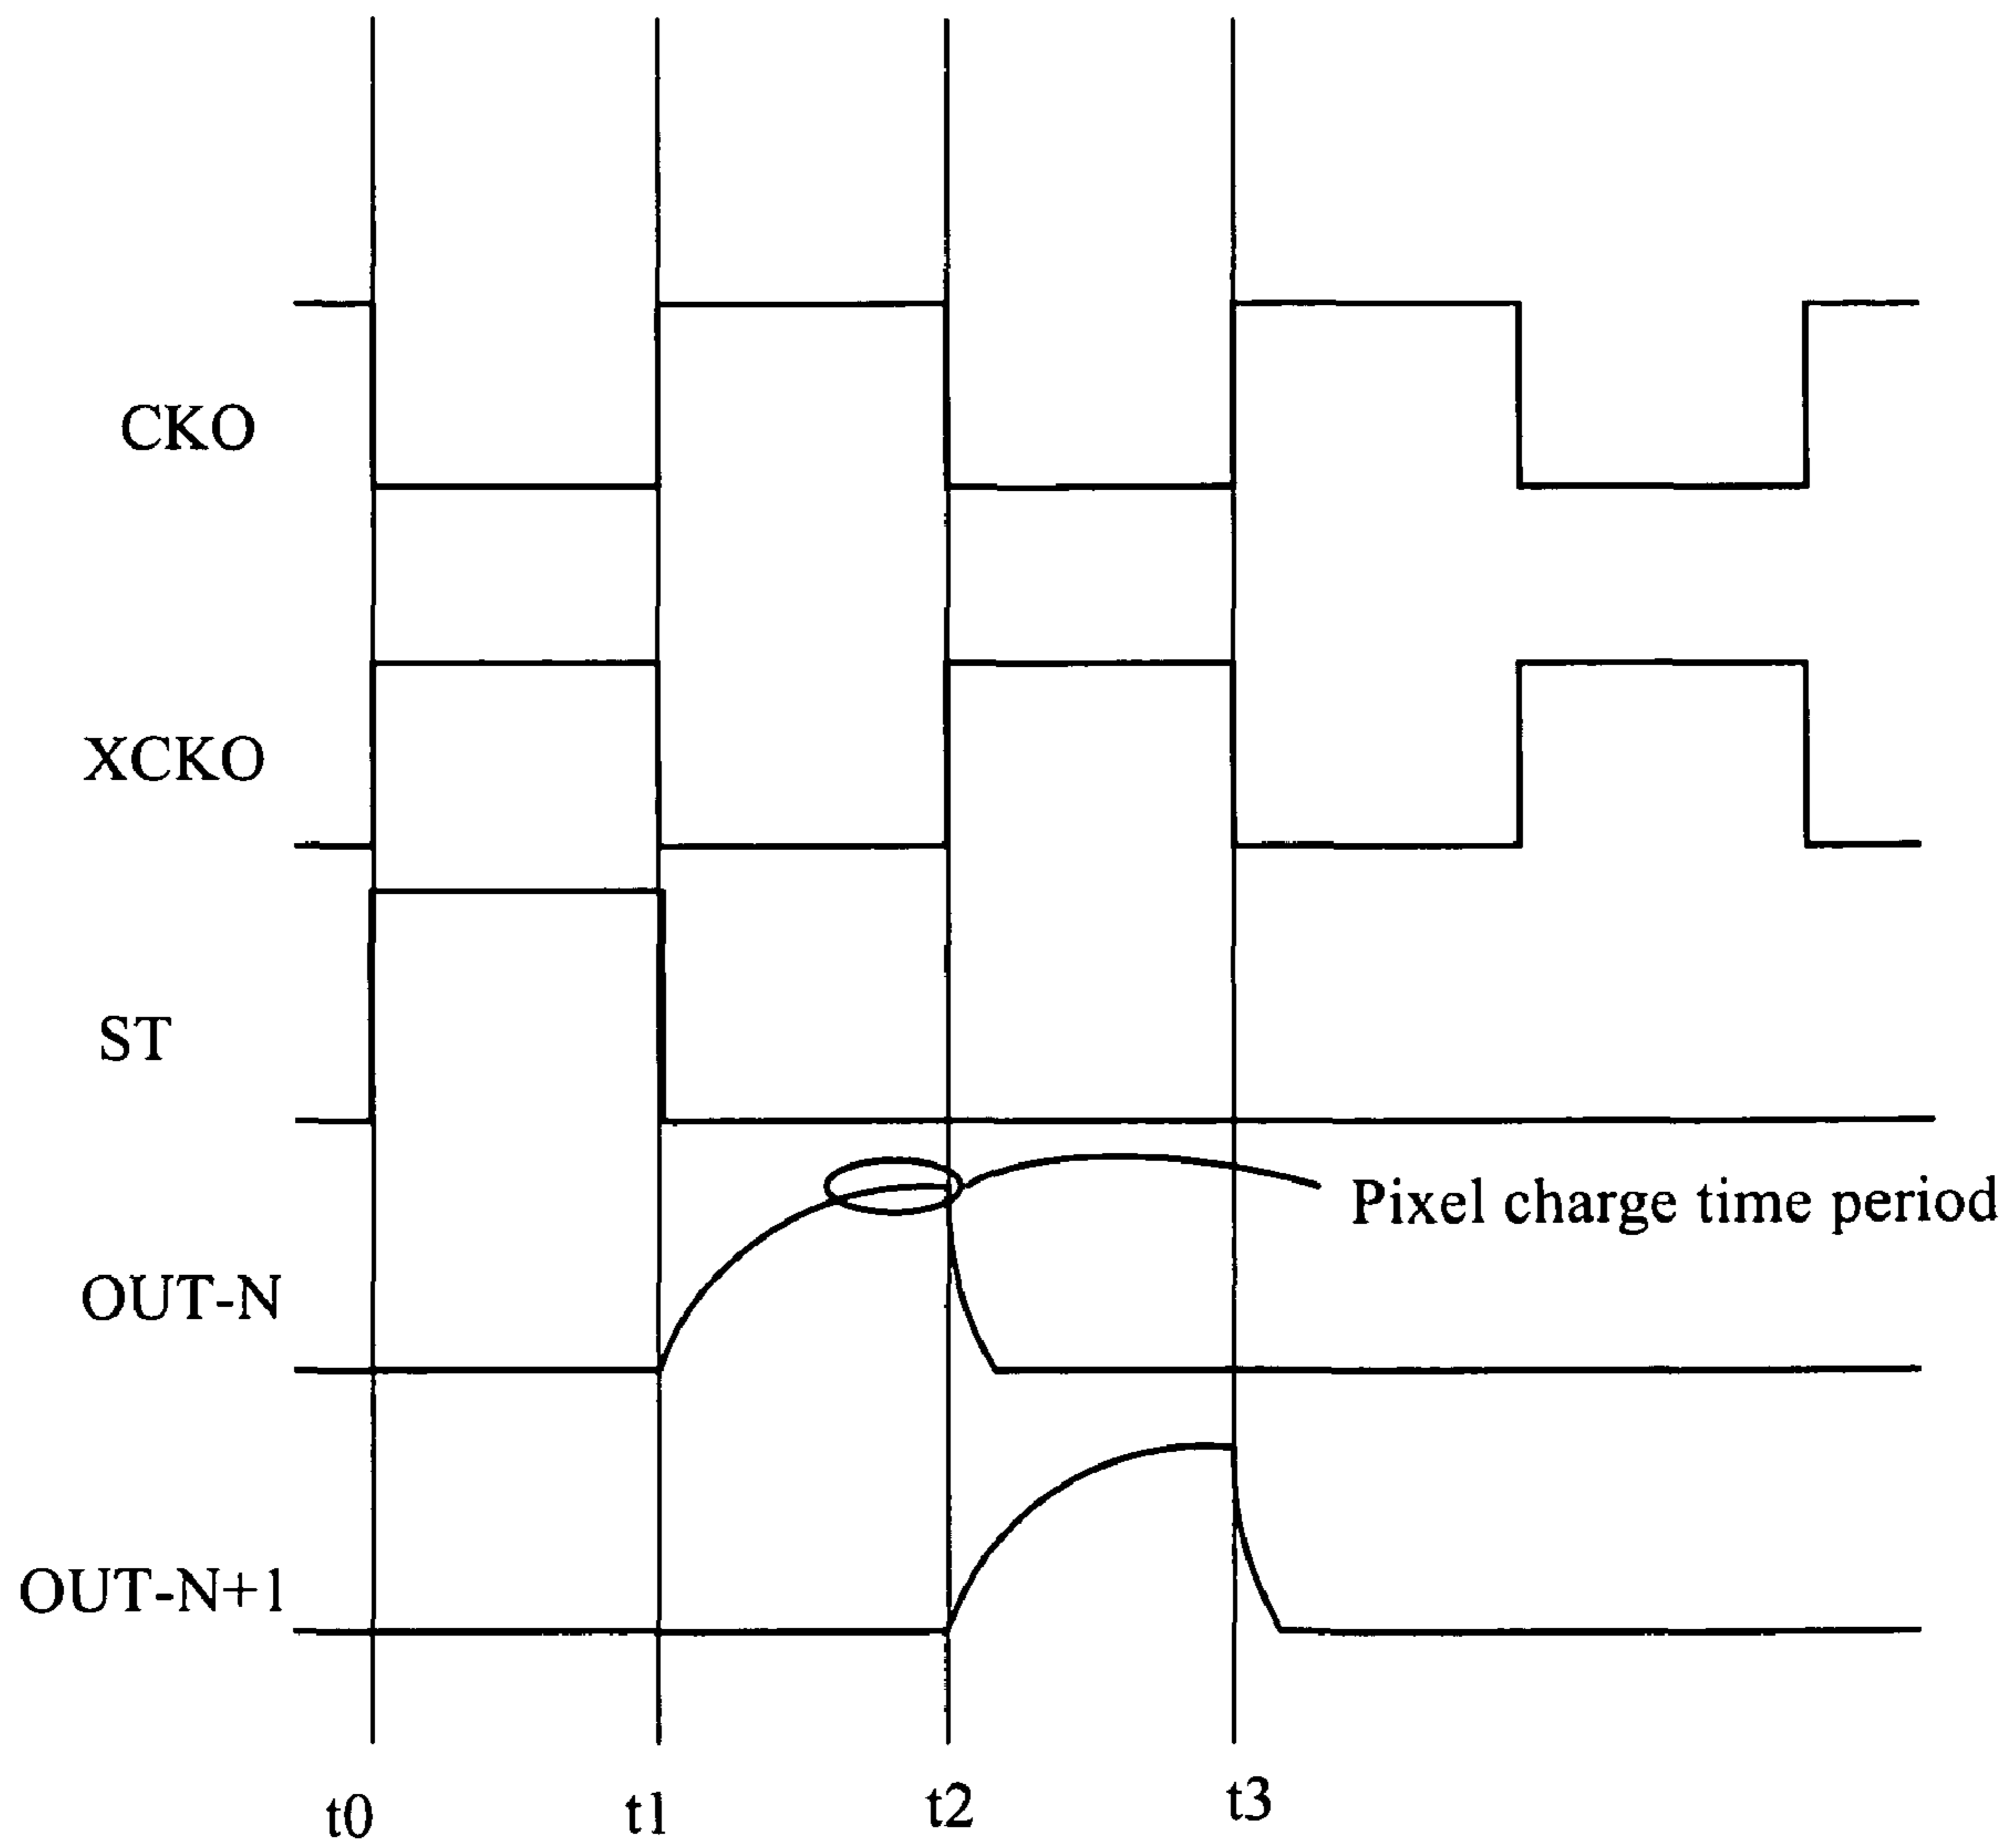 CKO
XCKO
ST
Pixel charge time period
OUT-N
OUT-N+1
t0 t1 t2 t3